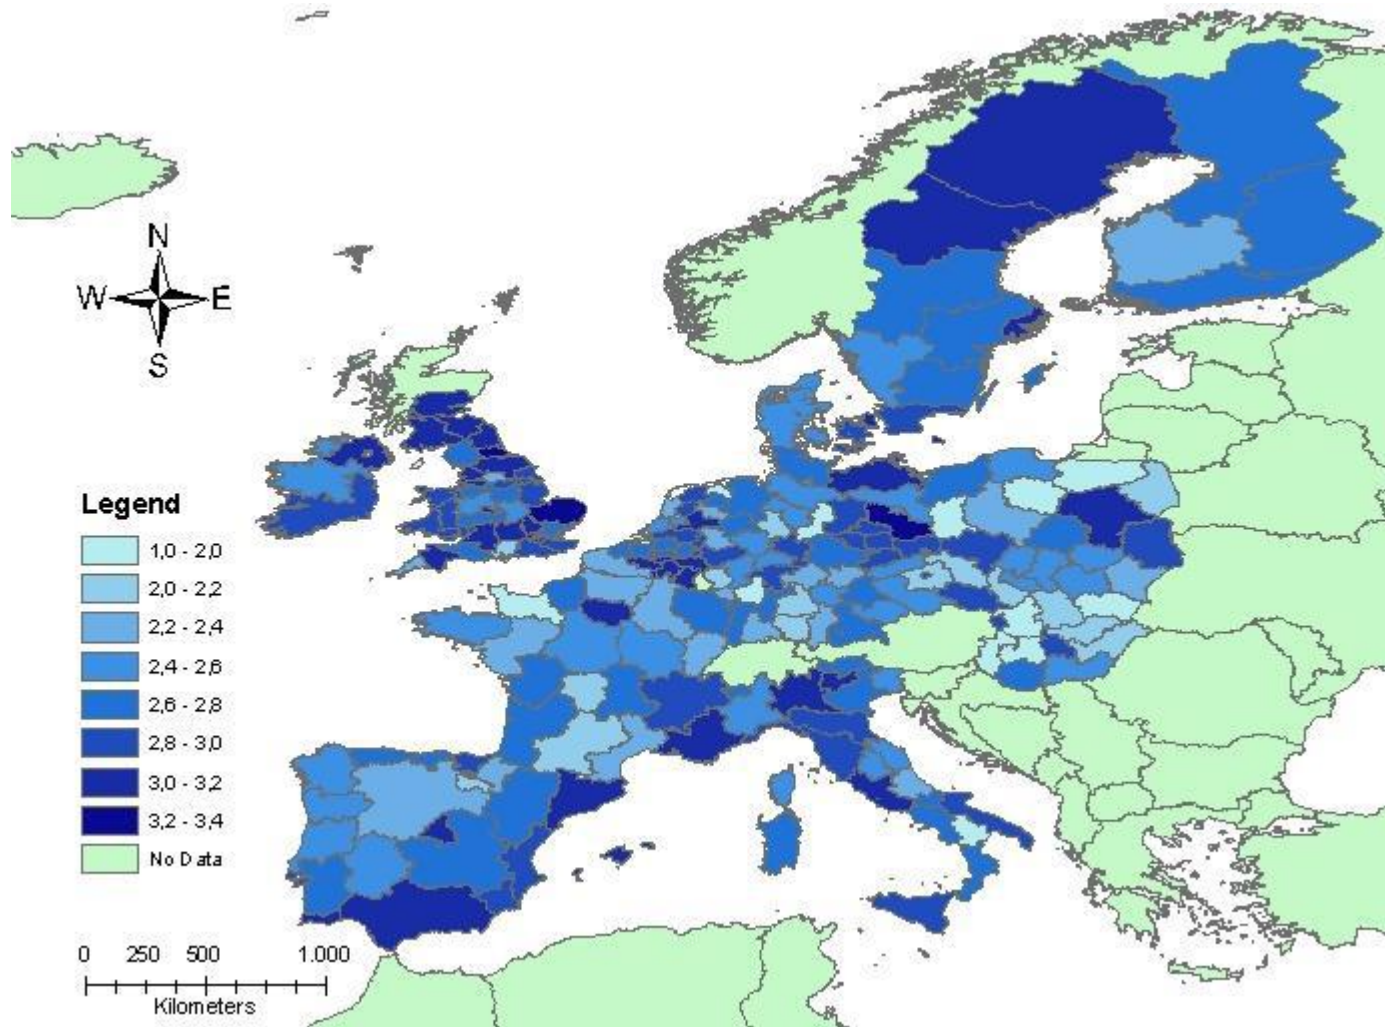 N
W E
S
Legend
1,0 - 2,0
2,0 - 2,2
2,2 - 2,4
2,4 - 2,6
2,6 - 2,8
2,8 - 3,0
3,0 - 3,2
3,2 - 3,4
No Data
0 250 500 1.000
Kilometers